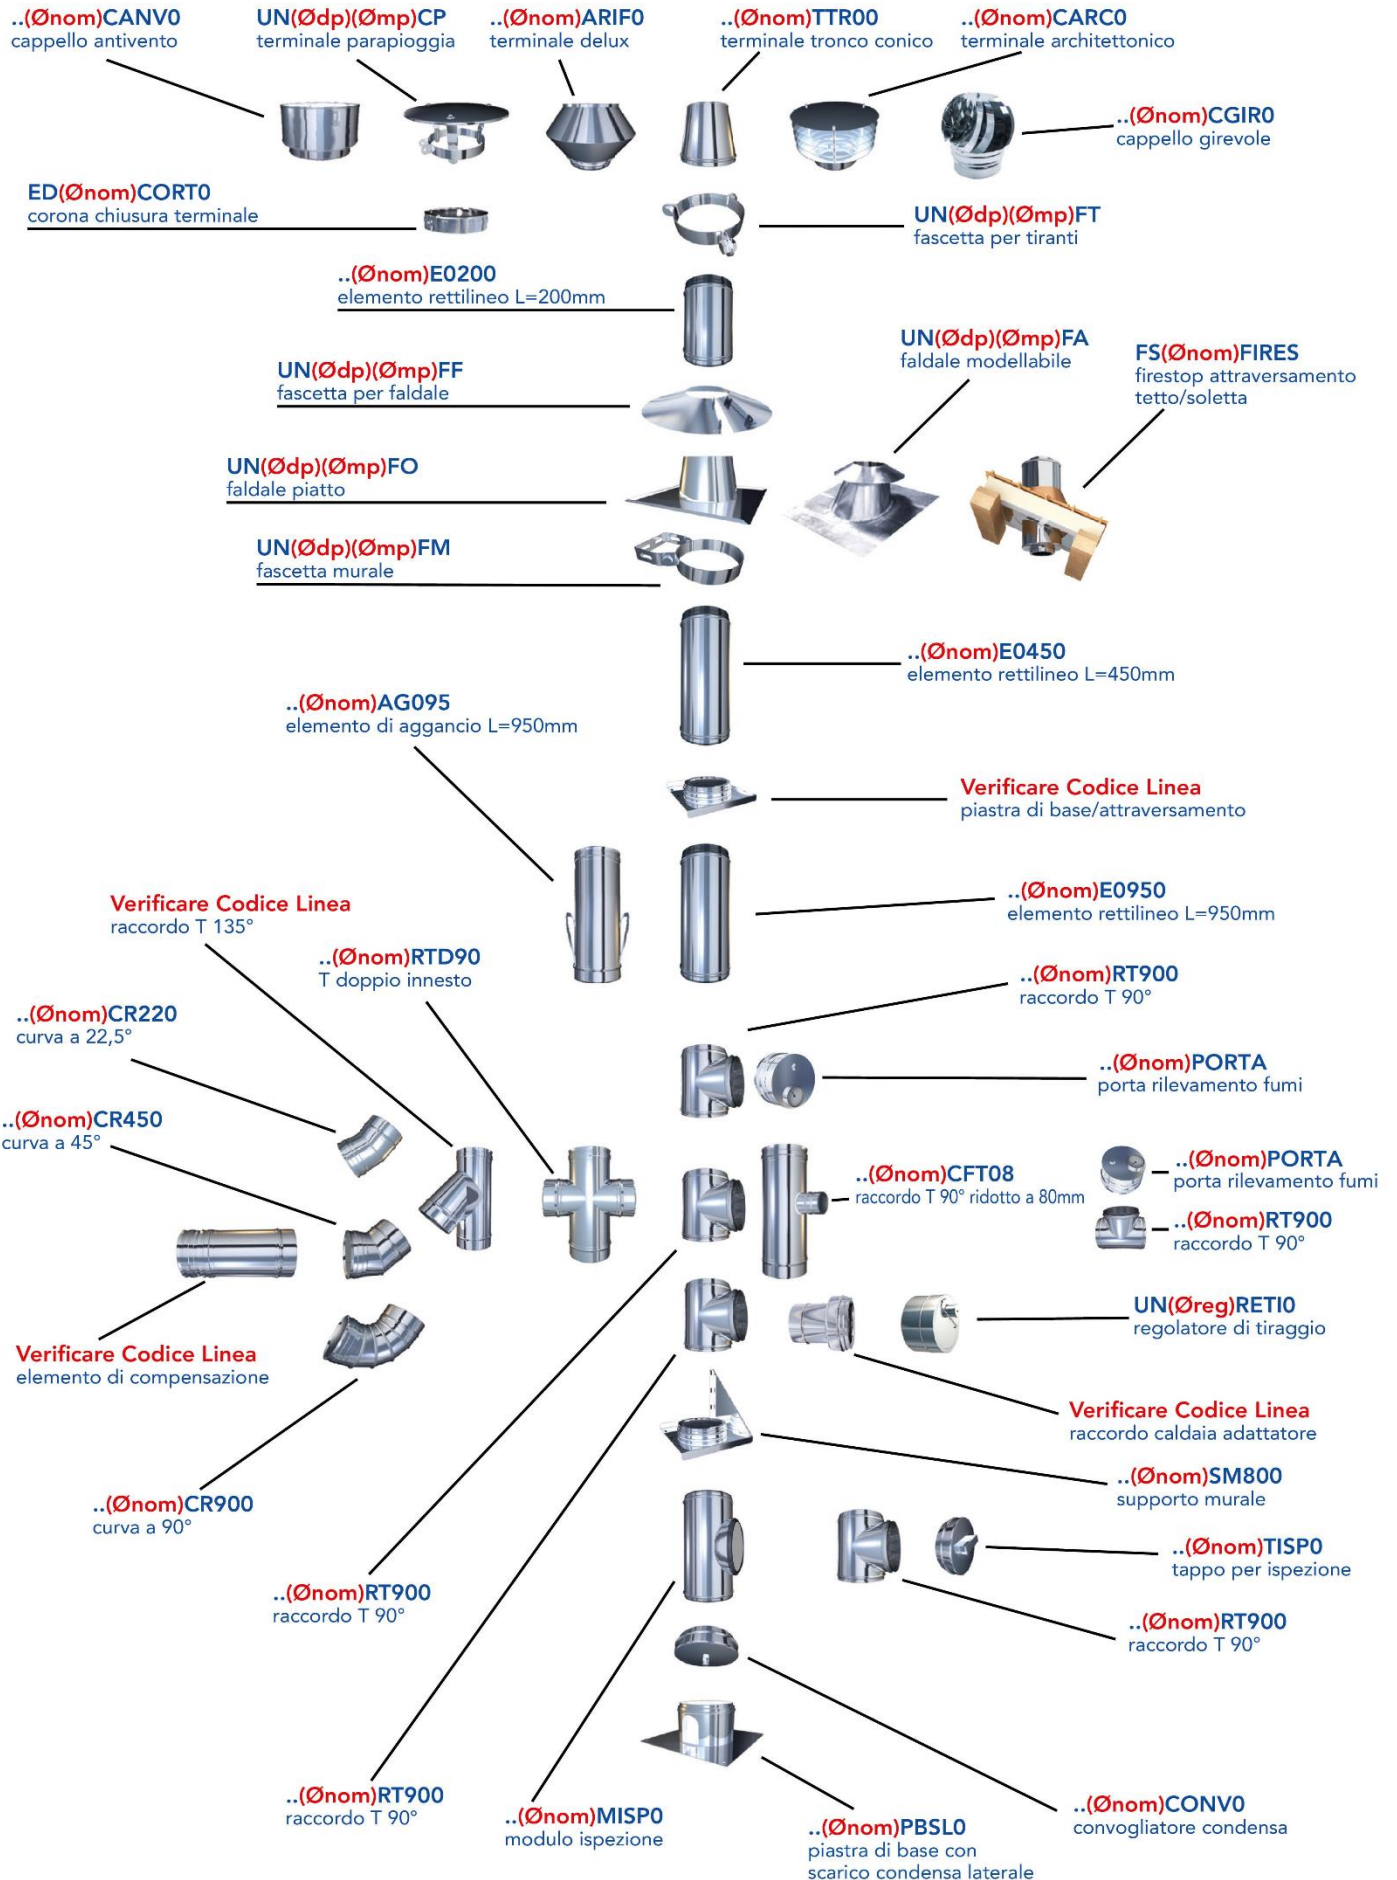 ..(Ønom)CANV0
cappello antivento
UN(Ødp)(Ømp)CP
terminale parapioggia
..(Ønom)ARIF0
terminale delux
..(Ønom)TTR00
terminale tronco conico
..(Ønom)CARC0
terminale architettonico
..(Ønom)CGIR0
cappello girevole
ED(Ønom)CORT0
corona chiusura terminale
UN(Ødp)(Ømp)FT
fascetta per tiranti
..(Ønom)E0200
elemento rettilineo L=200mm
UN(Ødp)(Ømp)FA
faldale modellabile
FS(Ønom)FIRES
firestop attraversamento
tetto/soletta
UN(Ødp)(Ømp)FF
fascetta per faldale
UN(Ødp)(Ømp)FO
faldale piatto
UN(Ødp)(Ømp)FM
fascetta murale
..(Ønom)E0450
elemento rettilineo L=450mm
..(Ønom)AG095
elemento di aggancio L=950mm
Verificare Codice Linea
piastra di base/attraversamento
..(Ønom)E0950
elemento rettilineo L=950mm
Verificare Codice Linea
raccordo T 135°
..(Ønom)RTD90
T doppio innesto
..(Ønom)RT900
raccordo T 90°
..(Ønom)CR220
curva a 22,5°
..(Ønom)PORTA
porta rilevamento fumi
..(Ønom)CR450
curva a 45°
..(Ønom)CFT08
raccordo T 90° ridotto a 80mm
..(Ønom)PORTA
porta rilevamento fumi
..(Ønom)RT900
raccordo T 90°
UN(Øreg)RETI0
regolatore di tiraggio
Verificare Codice Linea
elemento di compensazione
Verificare Codice Linea
raccordo caldaia adattatore
..(Ønom)SM800
supporto murale
..(Ønom)CR900
curva a 90°
..(Ønom)TISP0
tappo per ispezione
..(Ønom)RT900
raccordo T 90°
..(Ønom)RT900
raccordo T 90°
..(Ønom)RT900
raccordo T 90°
..(Ønom)MISP0
modulo ispezione
..(Ønom)PBSL0
piastra di base con
scarico condensa laterale
..(Ønom)CONV0
convogliatore condensa